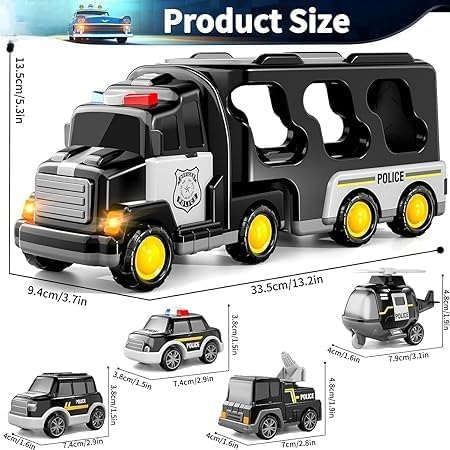 Product Size
13.5cm/5.3in
POLICE
POLICE
9.4cm/3.7in
33.5cm/13.2in
3.8cm/1.5in
POLICE
3.8cm/1.5in
7.4cm/2.9in
4.8cm/1.9in
POLICE
4cm/1.6in
7.9cm/3.1in
POLICE
3.8cm/1.5in
4cm/1.6in
7.4cm/2.9in
POLICE
4.8cm/1.9in
4cm/1.6in
7cm/2.8in